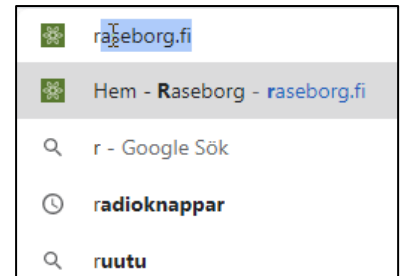 raseborg.fi
Hem - Raseborg - raseborg.fi
r - Google Sök
radioknappar
ruutu